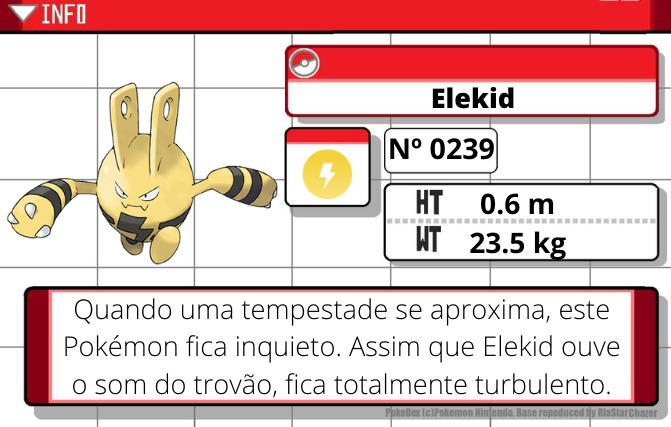 INFO
Elekid
Nº 0239
HT 0.6 m
WT 23.5 kg
Quando uma tempestade se aproxima, este
Pokémon fica inquieto. Assim que Elekid ouve
o som do trovão, fica totalmente turbulento.
PokeDex (c)Pokemon Nintendo. Base repoduced by RiaStarChazer